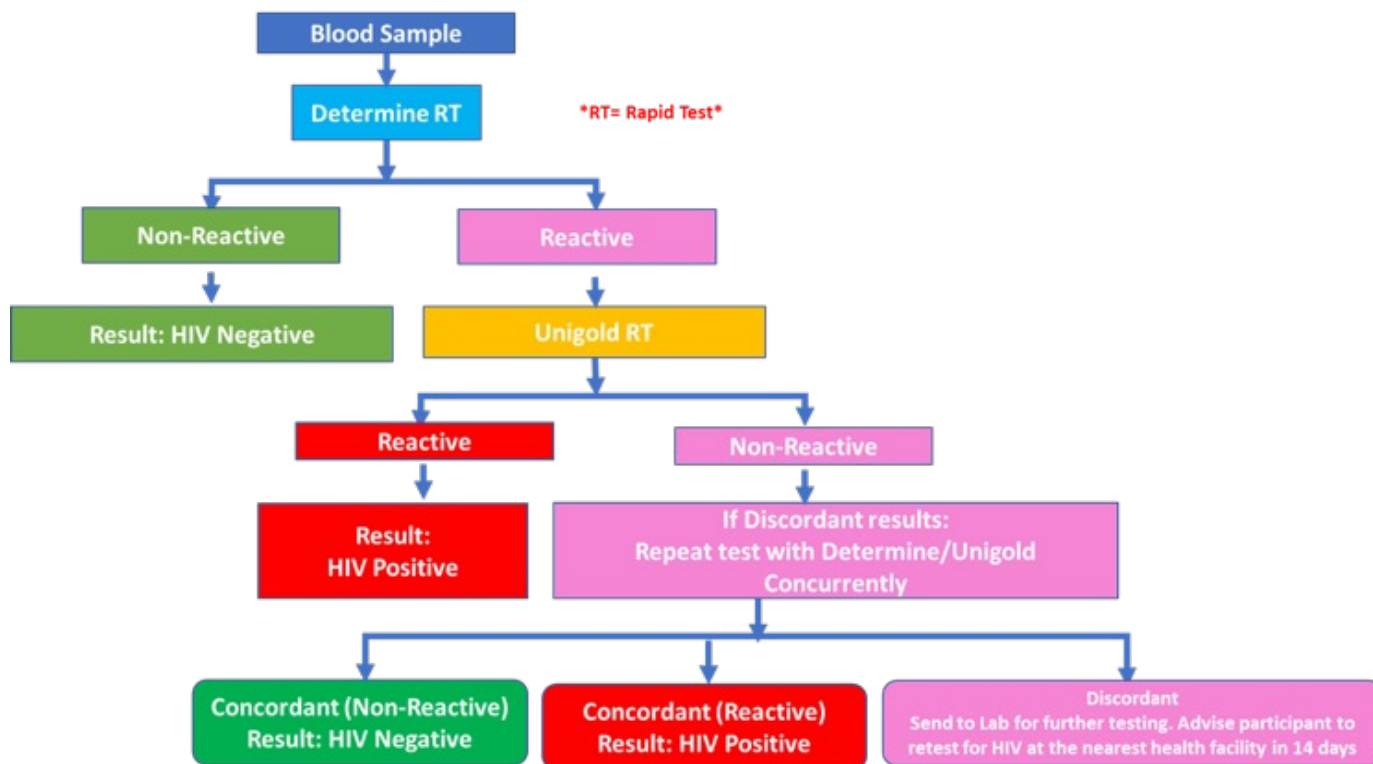 Blood Sample
Determine RT
*RT= Rapid Test*
Non-Reactive
Reactive
Result: HIV Negative
Unigold RT
Reactive
Non-Reactive
Result:
HIV Positive
If Discordant results:
Repeat test with Determine/Unigold
Concurrently
Concordant (Non-Reactive)
Result: HIV Negative
Concordant (Reactive)
Result: HIV Positive
Discordant
Send to Lab for further testing. Advise participant to
retest for HIV at the nearest health facility in 14 days